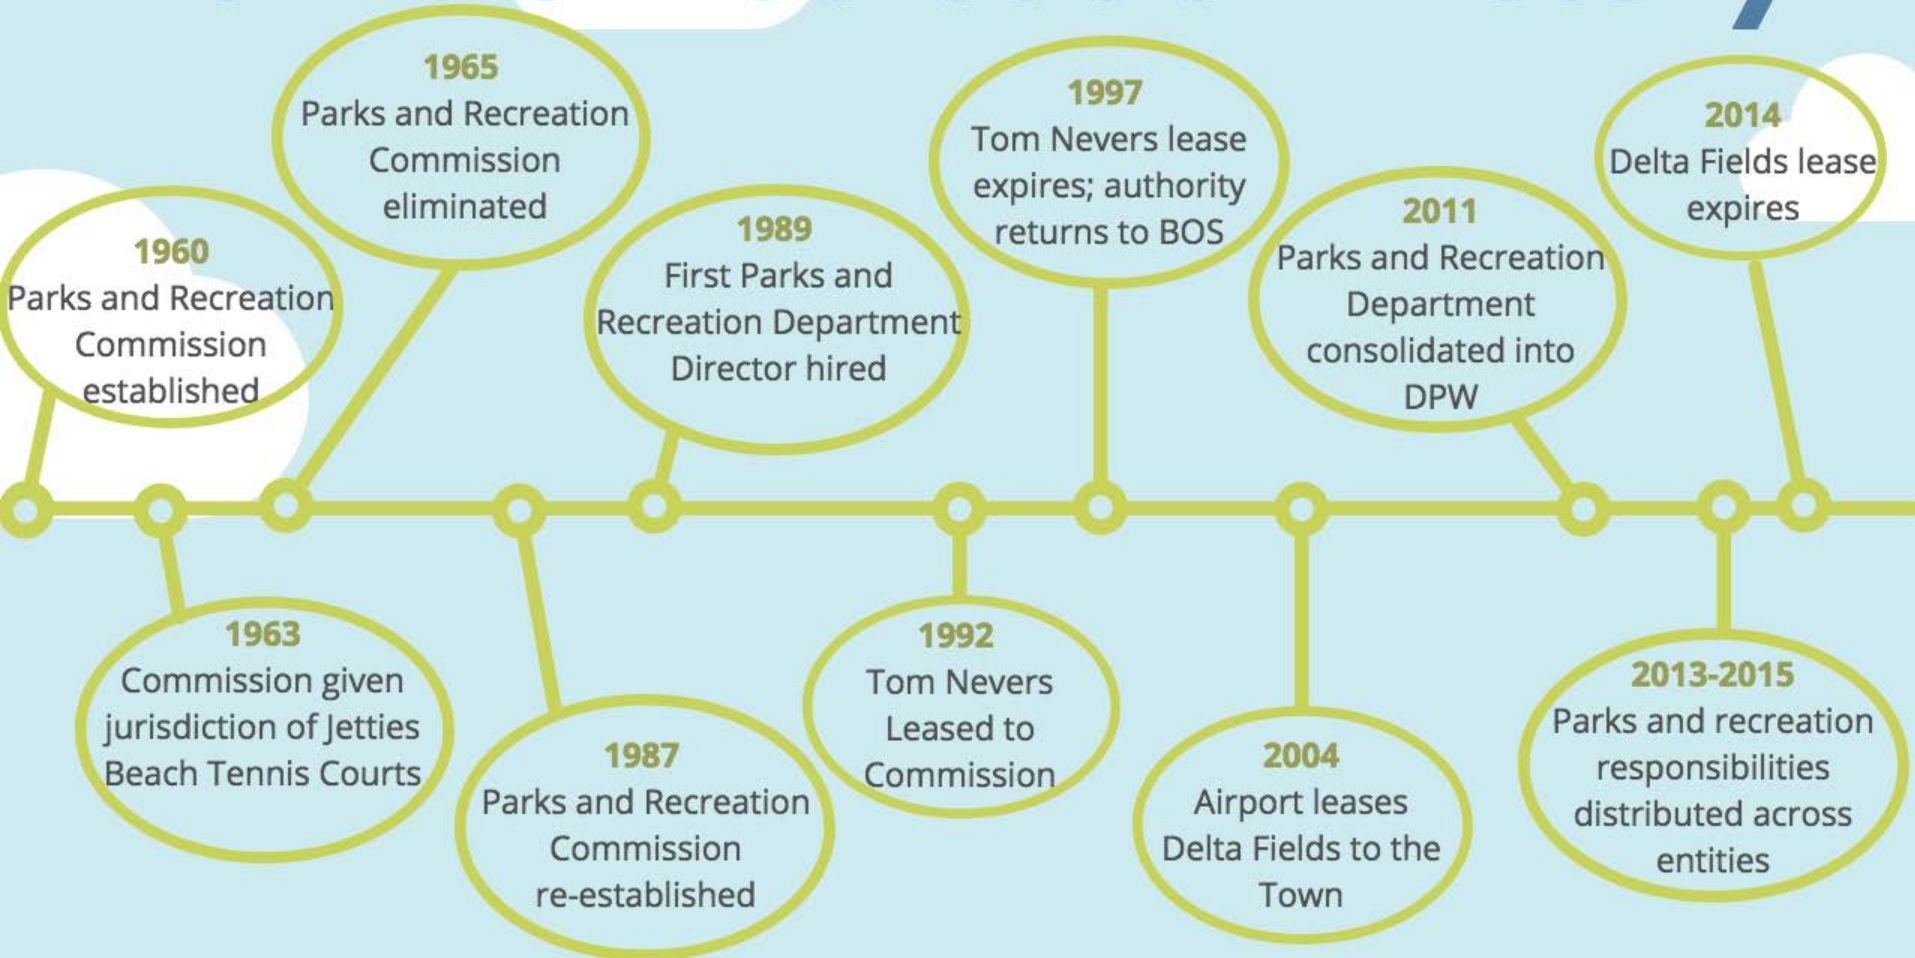 1960
Parks and Recreation
Commission
established
1963
Commission given
jurisdiction of Jetties
Beach Tennis Courts
1965
Parks and Recreation
Commission
eliminated
1987
Parks and Recreation
Commission
re-established
1989
First Parks and
Recreation Department
Director hired
1992
Tom Nevers
Leased to
Commission
1997
Tom Nevers lease
expires; authority
returns to BOS
2004
Airport leases
Delta Fields to the
Town
2011
Parks and Recreation
Department
consolidated into
DPW
2013-2015
Parks and recreation
responsibilities
distributed across
entities
2014
Delta Fields lease
expires